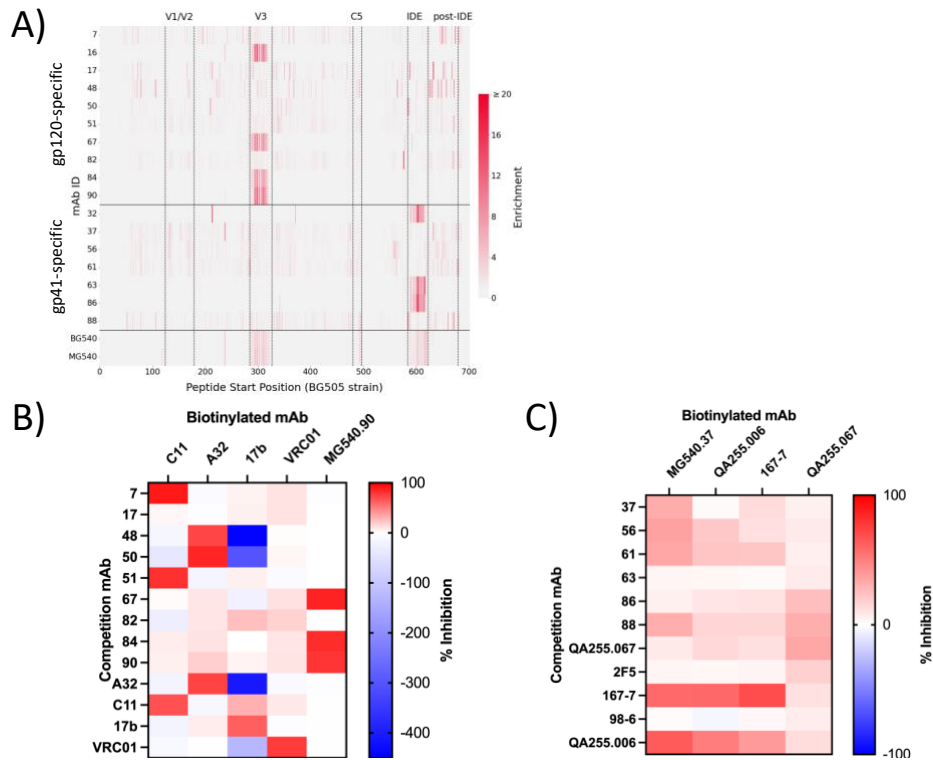 A)
V1/V2 V3 C5 IDE post-IDE
gp120-specific
gp41-specific
mAb ID
7
16
17
48
50
51
67
82
84
90
32
37
56
61
63
86
88
BG540
MG540
0 100 200 300 400 500 600 700
Peptide Start Position (BG505 strain)
≥ 20
16
12
8
4
0
Enrichment
B)
Biotinylated mAb
C11 A32 17b VRC01 MG540.90
Competition mAb
7
17
48
50
51
67
82
84
90
A32
C11
17b
VRC01
100
0
-100
-200
-300
-400
% Inhibition
C)
Biotinylated mAb
MG540.37 QA255.006 167-7 QA255.067
Competition mAb
37
56
61
63
86
88
QA255.067
2F5
167-7
98-6
QA255.006
100
0
-100
% Inhibition